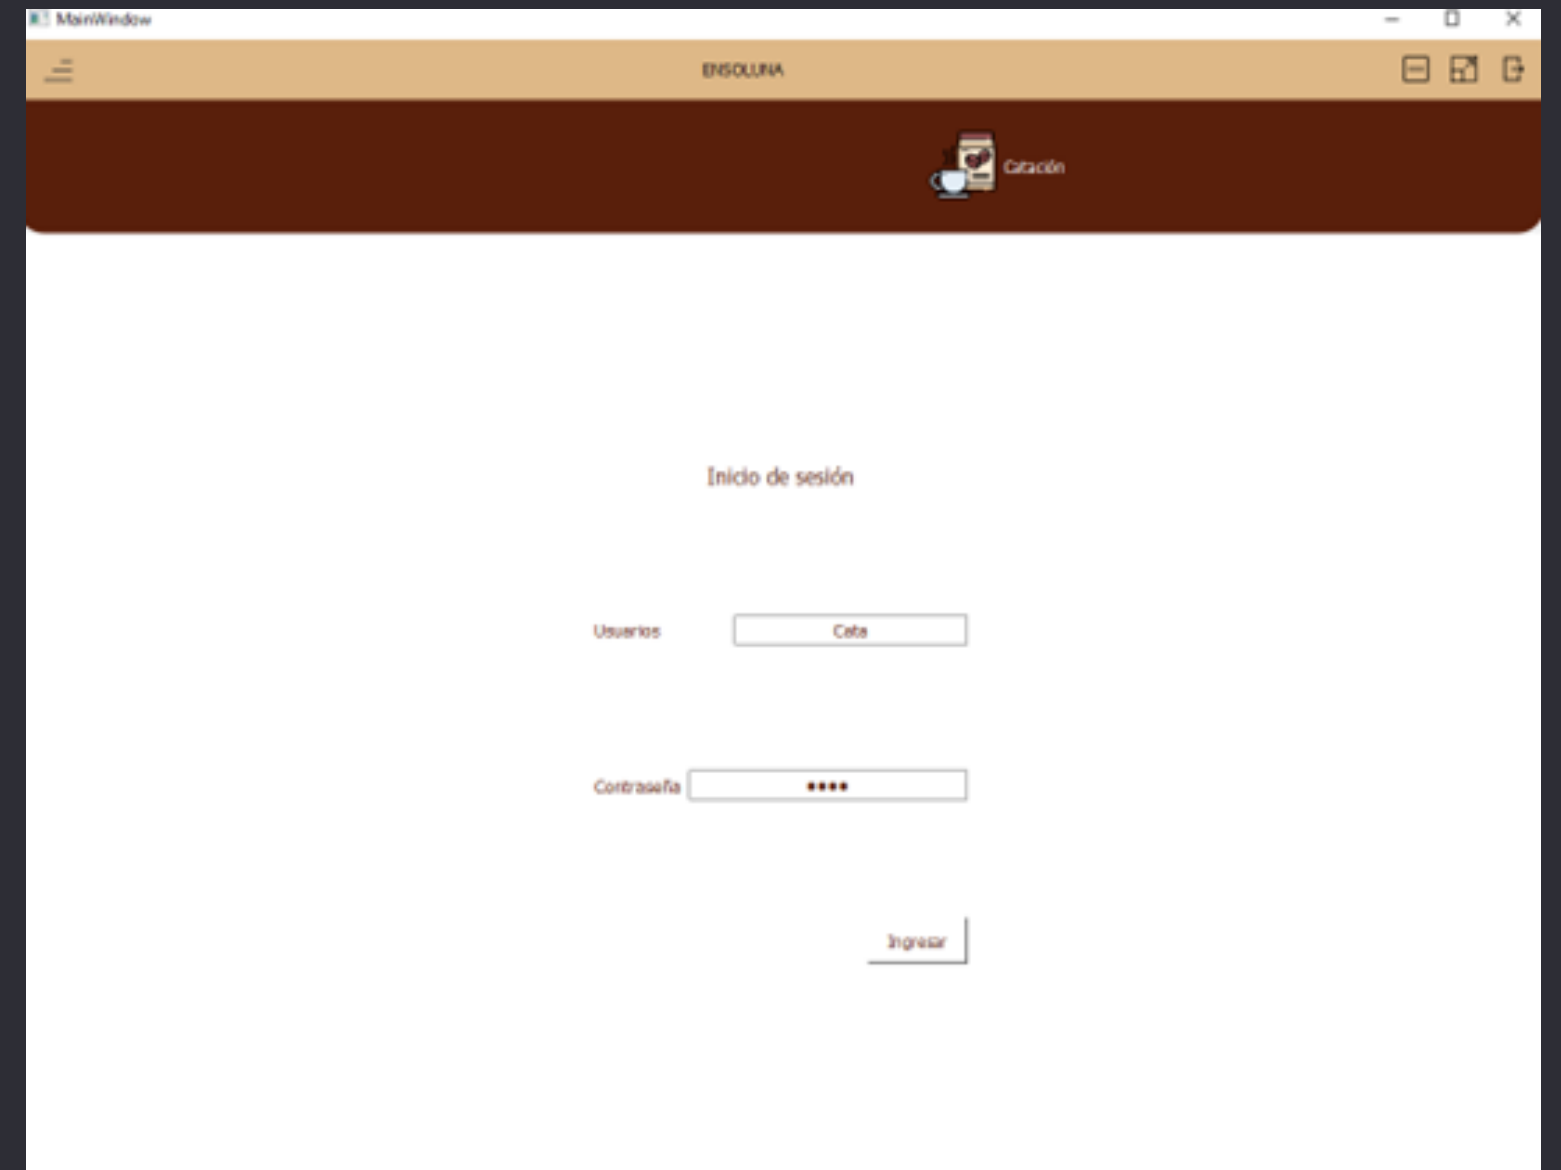 MainWindow
ENSOLUNA
Catación
Inicio de sesión
Usuarios
Cata
Contraseña
••••
Ingresar